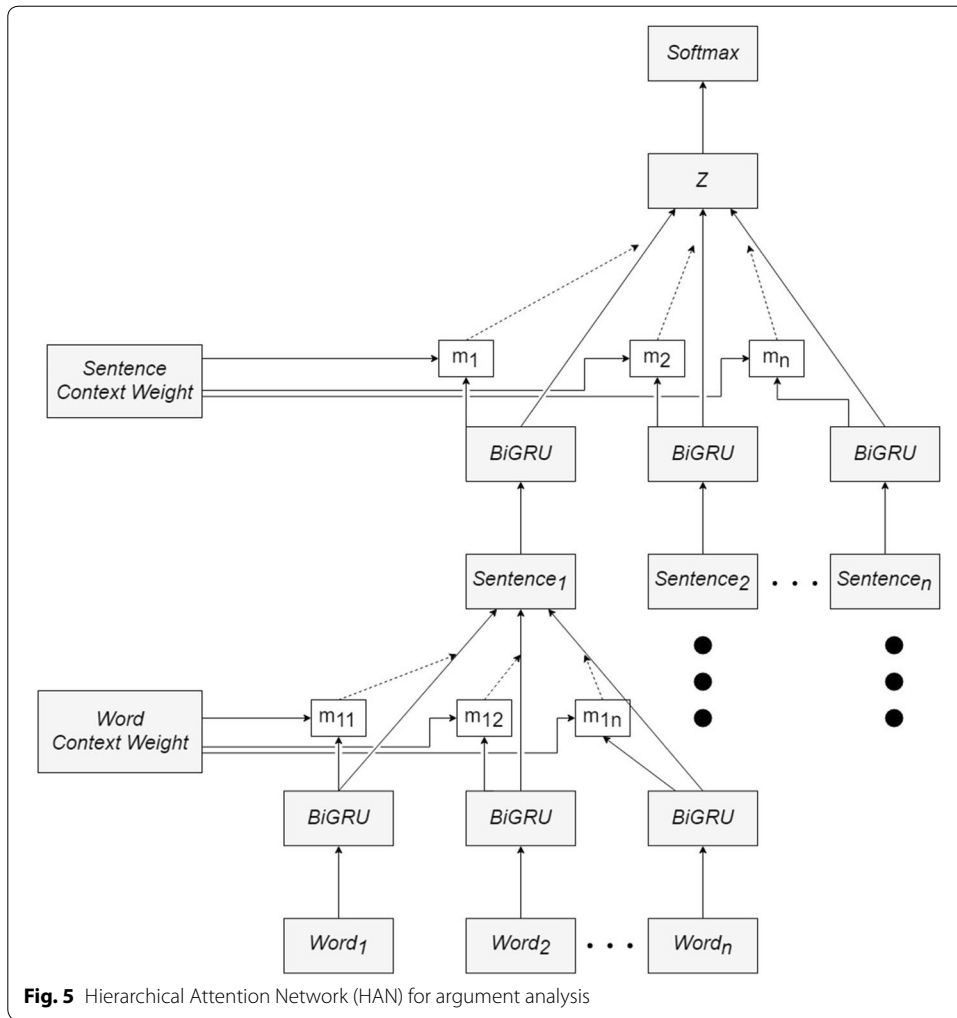 Softmax
Z
m1 m2 mn
Sentence
Context Weight
BiGRU BiGRU BiGRU
Sentence1 Sentence2 . . . Sentencen
m11 m12 m1n
Word
Context Weight
BiGRU BiGRU BiGRU
Word1 Word2 . . . Wordn
Fig. 5 Hierarchical Attention Network (HAN) for argument analysis